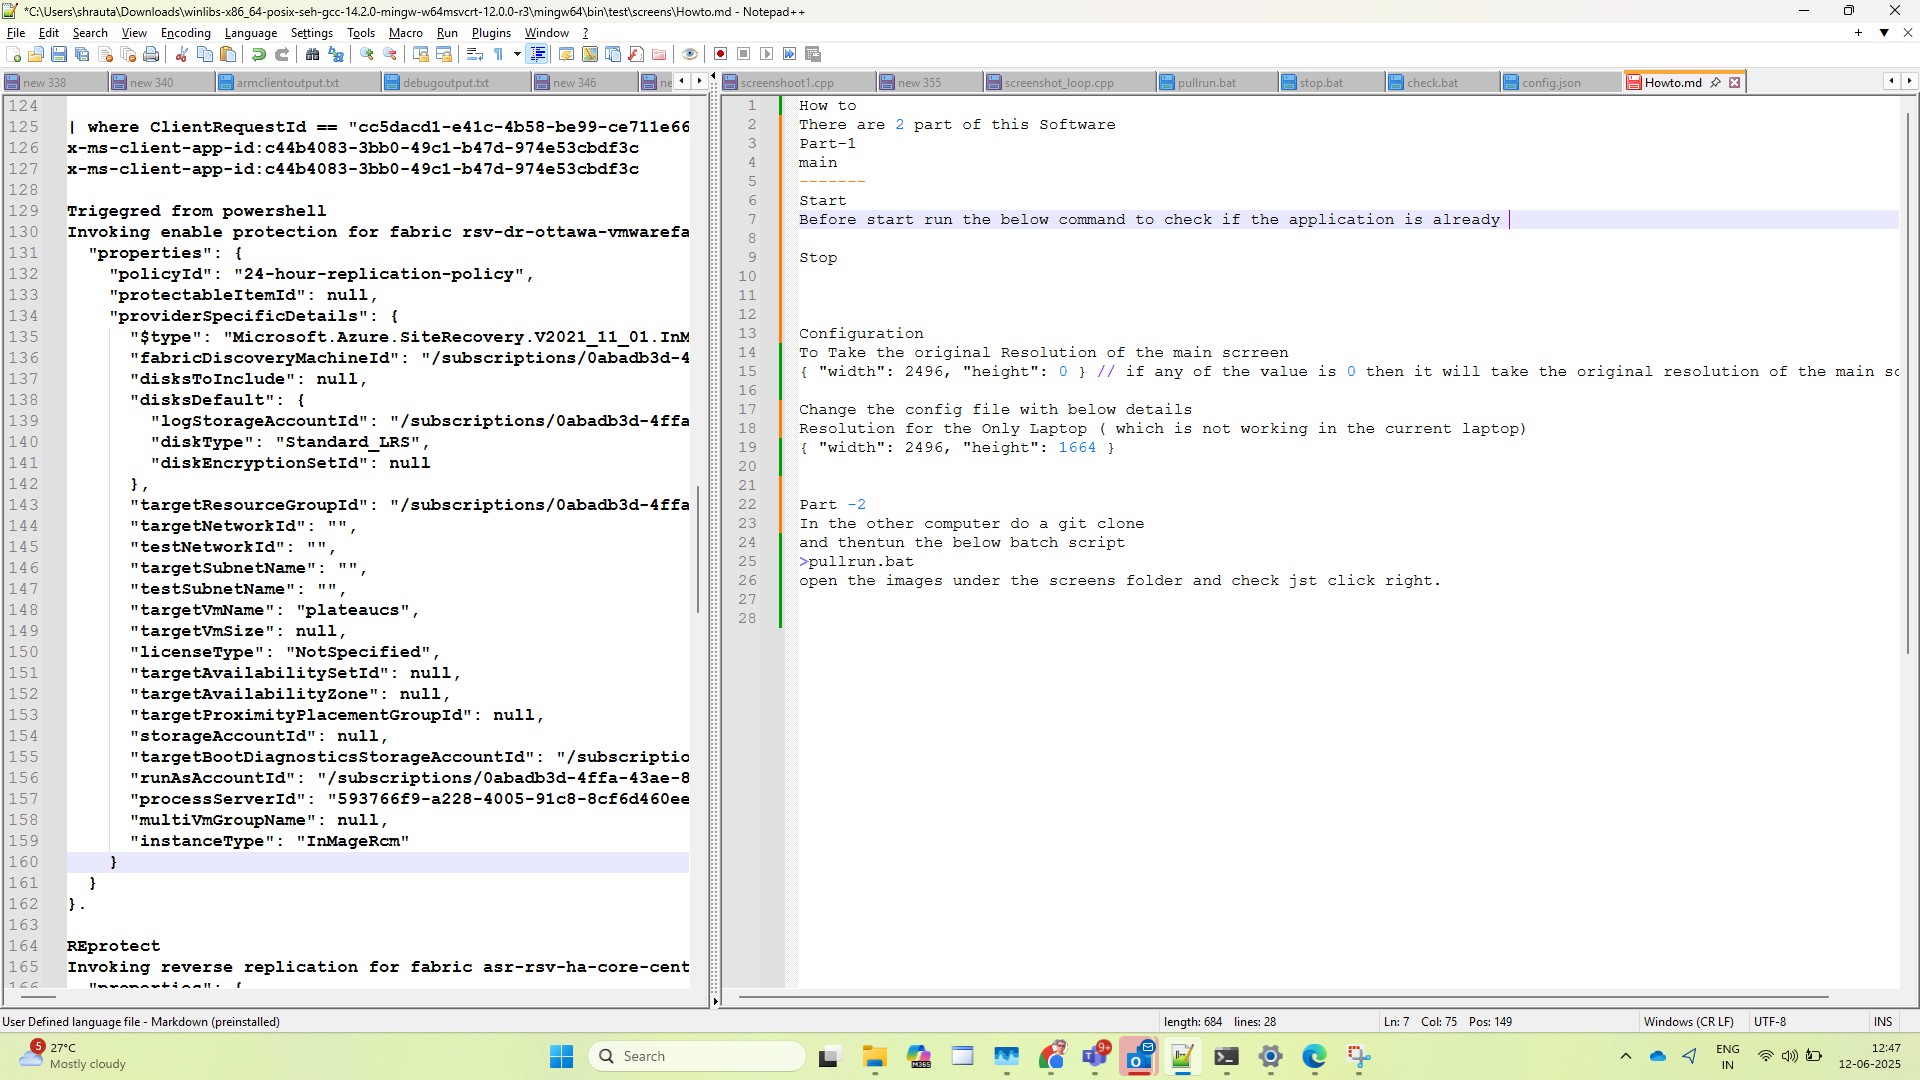 *C:\Users\shrauta\Downloads\winlibs-x86_64-posix-seh-gcc-14.2.0-mingw-w64msvcrt-12.0.0-r3\mingw64\bin\test\screens\Howto.md - Notepad++
File Edit Search View Encoding Language Settings Tools Macro Run Plugins Window ?
new 338 new 340 armclientoutput.txt debugoutput.txt new 346 ne
124
125 | where ClientRequestId == "cc5dacd1-e41c-4b58-be99-ce711e66
126 x-ms-client-app-id:c44b4083-3bb0-49c1-b47d-974e53cbdf3c
127 x-ms-client-app-id:c44b4083-3bb0-49c1-b47d-974e53cbdf3c
128
129 Trigegred from powershell
130 Invoking enable protection for fabric rsv-dr-ottawa-vmwarefa
131 "properties": {
132 "policyId": "24-hour-replication-policy",
133 "protectableItemId": null,
134 "providerSpecificDetails": {
135 "$type": "Microsoft.Azure.SiteRecovery.V2021_11_01.InM
136 "fabricDiscoveryMachineId": "/subscriptions/0abadb3d-4
137 "disksToInclude": null,
138 "disksDefault": {
139 "logStorageAccountId": "/subscriptions/0abadb3d-4ffa
140 "diskType": "Standard_LRS",
141 "diskEncryptionSetId": null
142 },
143 "targetResourceGroupId": "/subscriptions/0abadb3d-4ffa
144 "targetNetworkId": "",
145 "testNetworkId": "",
146 "targetSubnetName": "",
147 "testSubnetName": "",
148 "targetVmName": "plateaucs",
149 "targetVmSize": null,
150 "licenseType": "NotSpecified",
151 "targetAvailabilitySetId": null,
152 "targetAvailabilityZone": null,
153 "targetProximityPlacementGroupId": null,
154 "storageAccountId": null,
155 "targetBootDiagnosticsStorageAccountId": "/subscriptio
156 "runAsAccountId": "/subscriptions/0abadb3d-4ffa-43ae-8
157 "processServerId": "593766f9-a228-4005-91c8-8cf6d460ee
158 "multiVmGroupName": null,
159 "instanceType": "InMageRcm"
160 }
161 }
162 }.
163
164 REprotect
165 Invoking reverse replication for fabric asr-rsv-ha-core-cent
166 "properties": {
screenshoot1.cpp new 355 screenshot_loop.cpp pullrun.bat stop.bat check.bat config.json Howto.md
1 How to
2 There are 2 part of this Software
3 Part-1
4 main
5 -------
6 Start
7 Before start run the below command to check if the application is already
8
9 Stop
10
11
12
13 Configuration
14 To Take the original Resolution of the main scrreen
15 { "width": 2496, "height": 0 } // if any of the value is 0 then it will take the original resolution of the main sc
16
17 Change the config file with below details
18 Resolution for the Only Laptop ( which is not working in the current laptop)
19 { "width": 2496, "height": 1664 }
20
21
22 Part -2
23 In the other computer do a git clone
24 and thentun the below batch script
25 >pullrun.bat
26 open the images under the screens folder and check jst click right.
27
28
User Defined language file - Markdown (preinstalled) length: 684 lines: 28 Ln: 7 Col: 75 Pos: 149 Windows (CR LF) UTF-8 INS
5 27°C
Mostly cloudy
Search
M365
9+
ENG
IN
12:47
12-06-2025